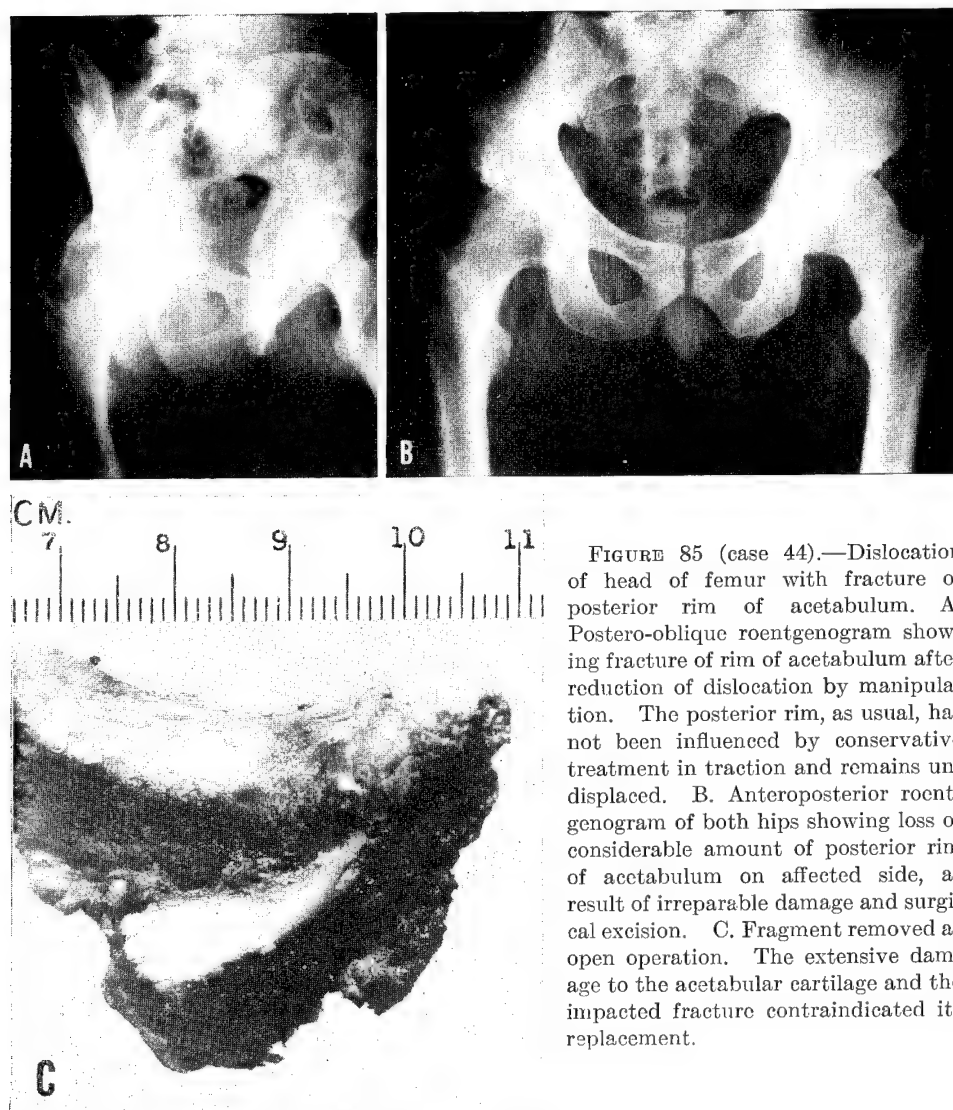 A
B
CM.
7 8 9 10 11
C
FIGURE 85 (case 44).—Dislocation
of head of femur with fracture o
posterior rim of acetabulum. A
Postero-oblique roentgenogram show
ing fracture of rim of acetabulum afte
reduction of dislocation by manipula
tion. The posterior rim, as usual, ha
not been influenced by conservativ
treatment in traction and remains un
displaced. B. Anteroposterior roent
genogram of both hips showing loss o
considerable amount of posterior rin
of acetabulum on affected side, a
result of irreparable damage and surgi
cal excision. C. Fragment removed a
open operation. The extensive dam
age to the acetabular cartilage and th
impacted fracture contraindicated it
replacement.